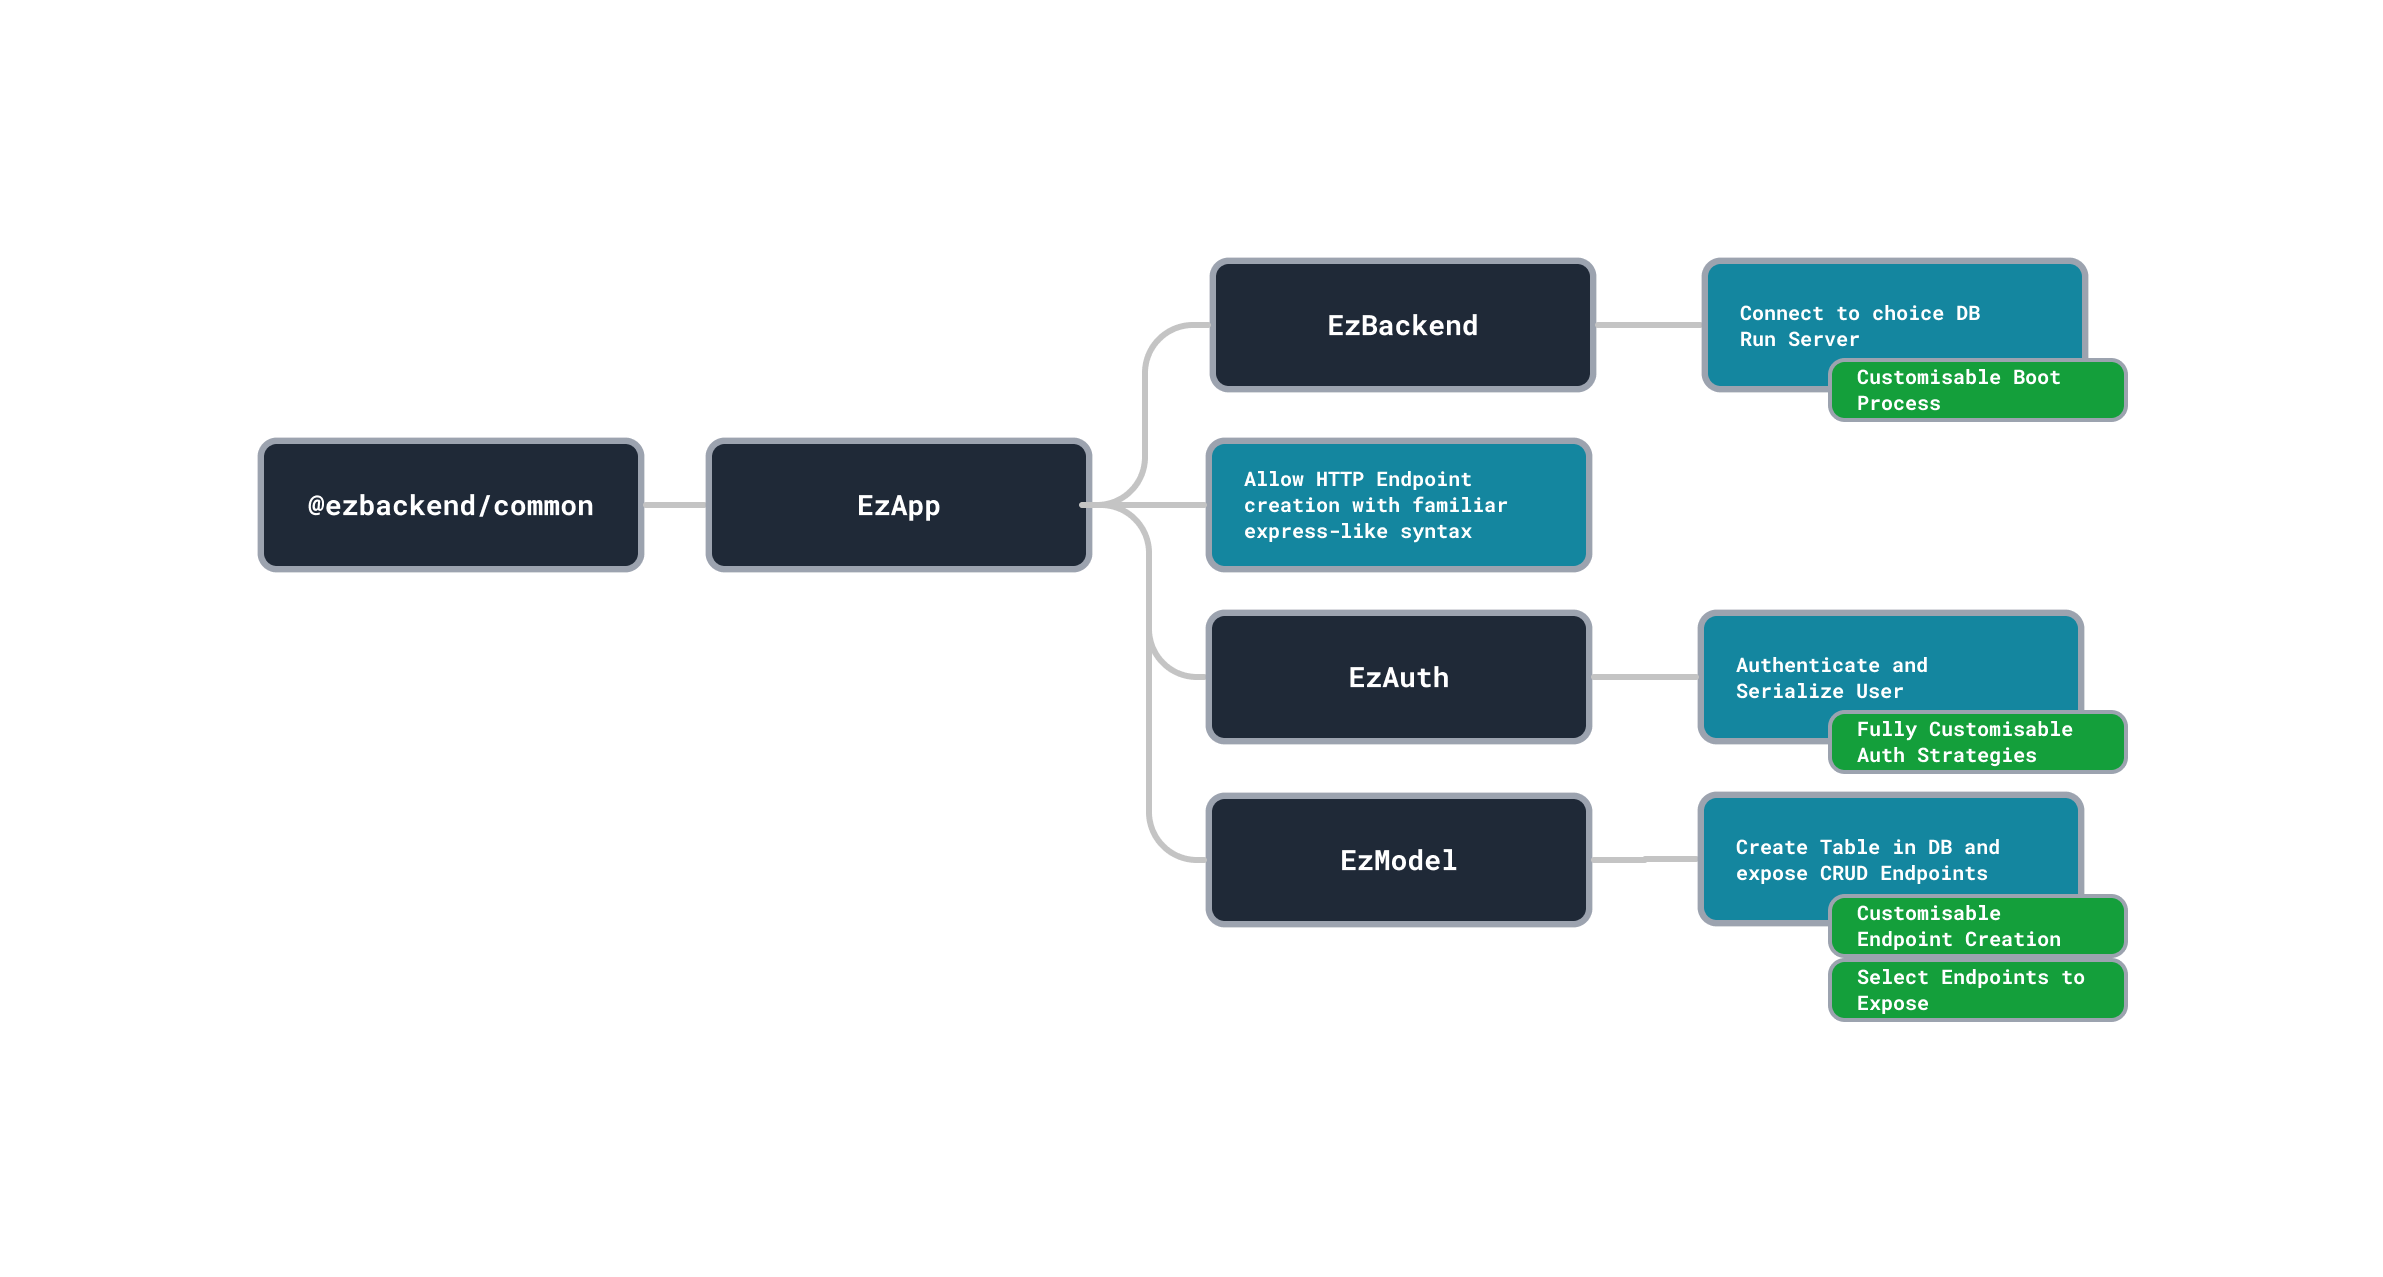 @ezbackend/common
EzApp
EzBackend
Connect to choice DB
Run Server
Customisable Boot
Process
Allow HTTP Endpoint
creation with familiar
express-like syntax
EzAuth
Authenticate and
Serialize User
Fully Customisable
Auth Strategies
EzModel
Create Table in DB and
expose CRUD Endpoints
Customisable
Endpoint Creation
Select Endpoints to
Expose